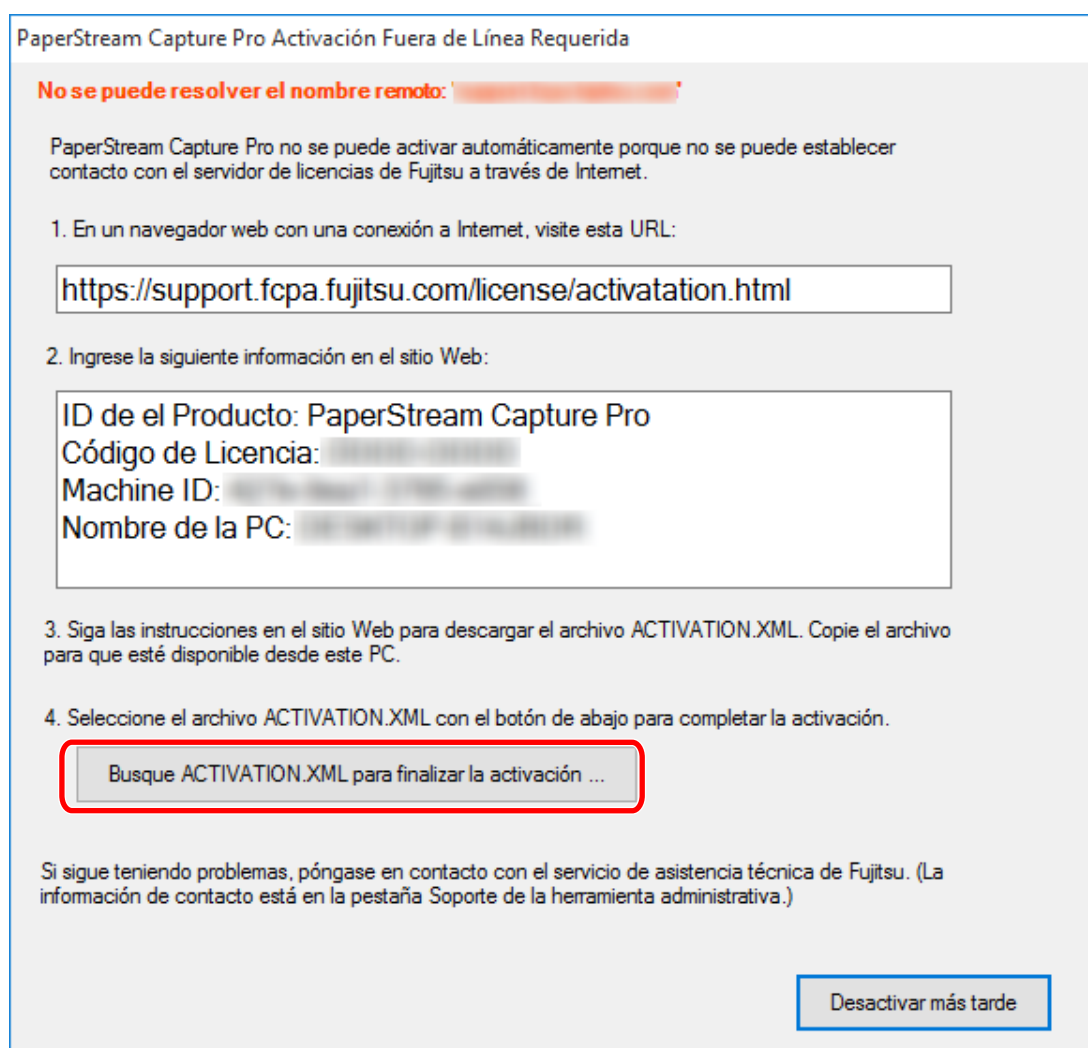 PaperStream Capture Pro Activación Fuera de Línea Requerida
No se puede resolver el nombre remoto: ' '
PaperStream Capture Pro no se puede activar automáticamente porque no se puede establecer
contacto con el servidor de licencias de Fujitsu a través de Internet.
1. En un navegador web con una conexión a Internet, visite esta URL:
https://support.fcpa.fujitsu.com/license/activatation.html
2. Ingrese la siguiente información en el sitio Web:
ID de el Producto: PaperStream Capture Pro
Código de Licencia:
Machine ID:
Nombre de la PC:
3. Siga las instrucciones en el sitio Web para descargar el archivo ACTIVATION.XML. Copie el archivo
para que esté disponible desde este PC.
4. Seleccione el archivo ACTIVATION.XML con el botón de abajo para completar la activación.
Busque ACTIVATION.XML para finalizar la activación ...
Si sigue teniendo problemas, póngase en contacto con el servicio de asistencia técnica de Fujitsu. (La
información de contacto está en la pestaña Soporte de la herramienta administrativa.)
Desactivar más tarde